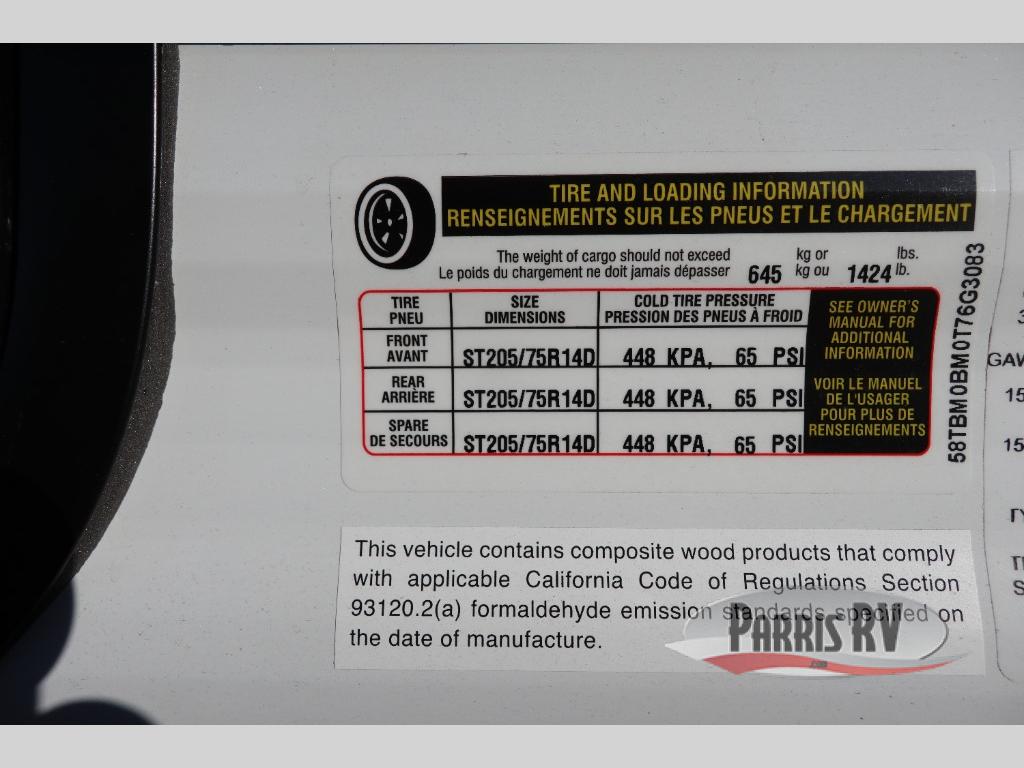 TIRE AND LOADING INFORMATION
RENSEIGNEMENTS SUR LES PNEUS ET LE CHARGEMENT
The weight of cargo should not exceed kg or lbs.
Le poids du chargement ne doit jamais dépasser 645 kg ou 1424 lb.
TIRE SIZE COLD TIRE PRESSURE
PNEU DIMENSIONS PRESSION DES PNEUS À FROID
FRONT
AVANT ST205/75R14D 448 KPA, 65 PSI
REAR
ARRIÈRE ST205/75R14D 448 KPA, 65 PSI
SPARE
DE SECOURS ST205/75R14D 448 KPA, 65 PSI
SEE OWNER'S
MANUAL FOR
ADDITIONAL
INFORMATION
VOIR LE MANUEL
DE L'USAGER
POUR PLUS DE
RENSEIGNEMENTS
58TBM0BM0T76G3083
GAW
15
15
This vehicle contains composite wood products that comply
with applicable California Code of Regulations Section
93120.2(a) formaldehyde emission standards specified on
the date of manufacture.
PARRIS RV
.com